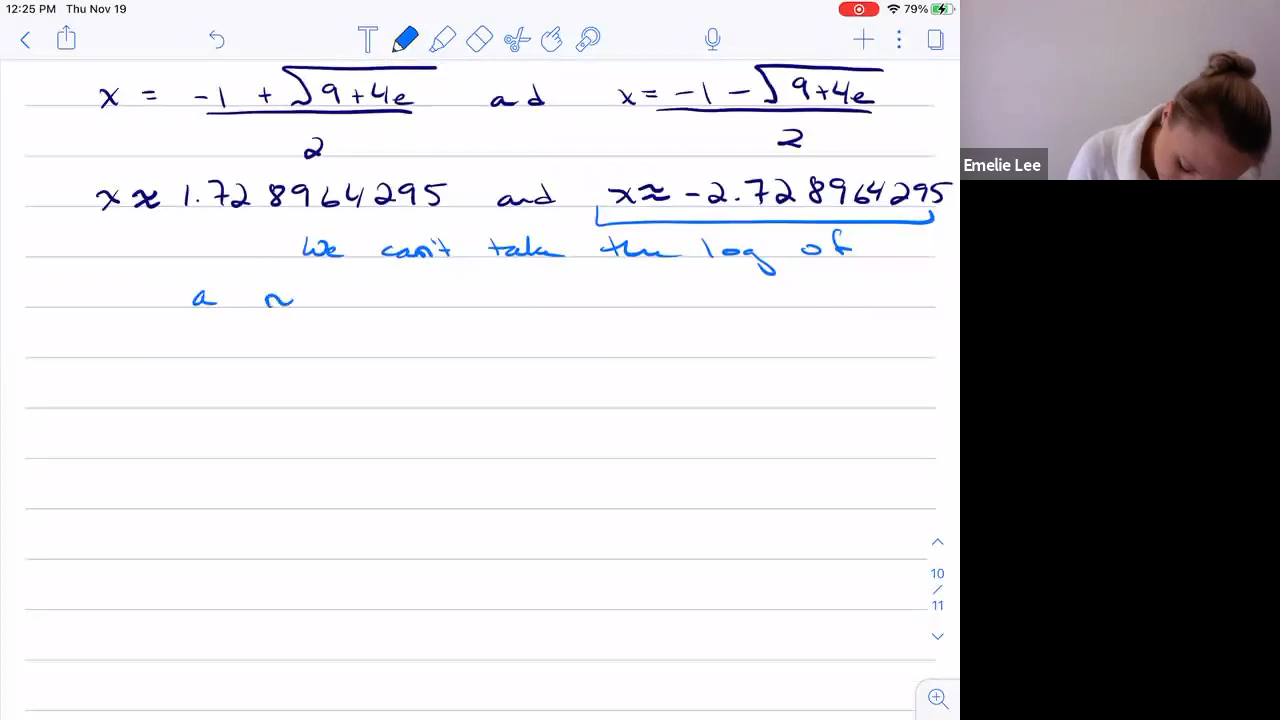 12:25 PM Thu Nov 19
79%
x = -1 + √9+4e / 2 ad x = -1 - √9+4e / 2
x ≈ 1.728964295 and x ≈ -2.728964295
We can't take the log of
a n
10
/
11
Emelie Lee